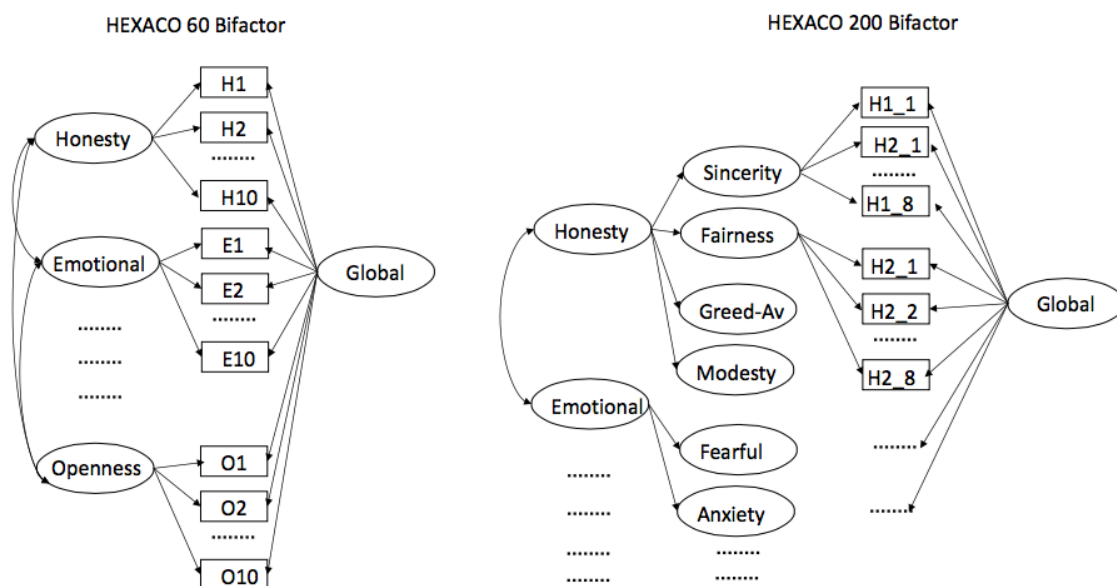 HEXACO 60 Bifactor
H1
H2
........
H10
Honesty
E1
E2
........
E10
Emotional
........
........
........
Global
Openness
O1
O2
........
O10
HEXACO 200 Bifactor
H1_1
H2_1
........
H1_8
Sincerity
Honesty
Fairness
H2_1
H2_2
........
H2_8
Greed-Av
Modesty
Global
Emotional
Fearful
........
........
Anxiety
........
........
........
........
........
........